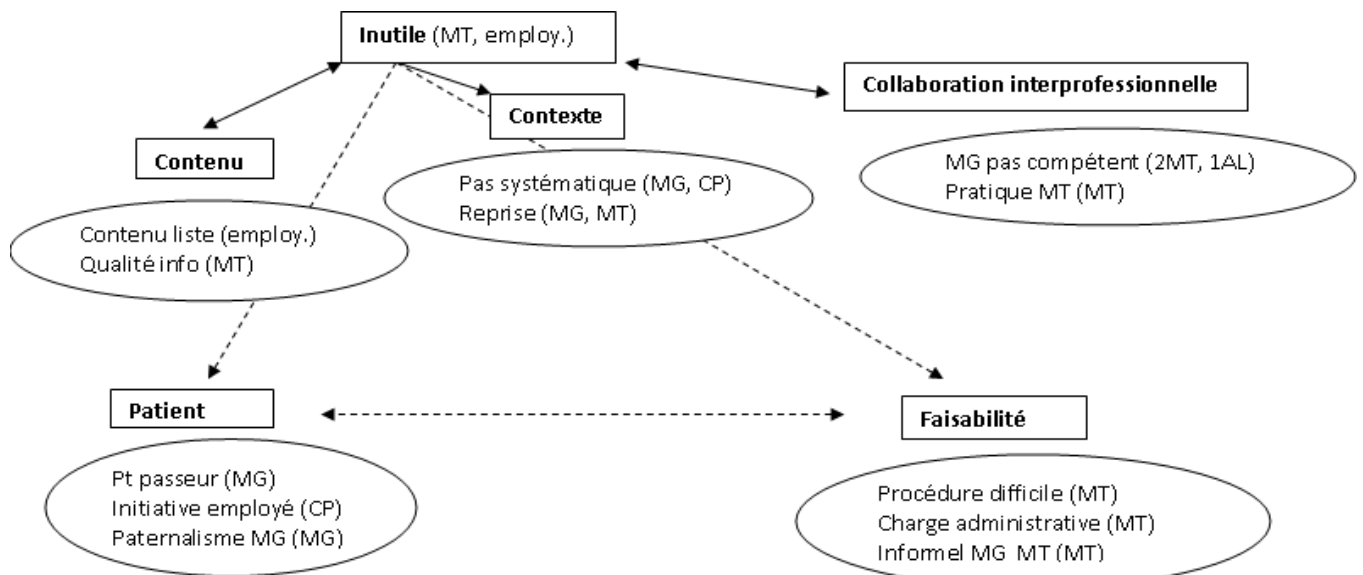 Inutile (MT, employ.)
Collaboration interprofessionnelle
Contexte
Contenu
MG pas compétent (2MT, 1AL)
Pratique MT (MT)
Pas systématique (MG, CP)
Reprise (MG, MT)
Contenu liste (employ.)
Qualité info (MT)
Patient
Faisabilité
Pt passeur (MG)
Initiative employé (CP)
Paternalisme MG (MG)
Procédure difficile (MT)
Charge administrative (MT)
Informel MG MT (MT)